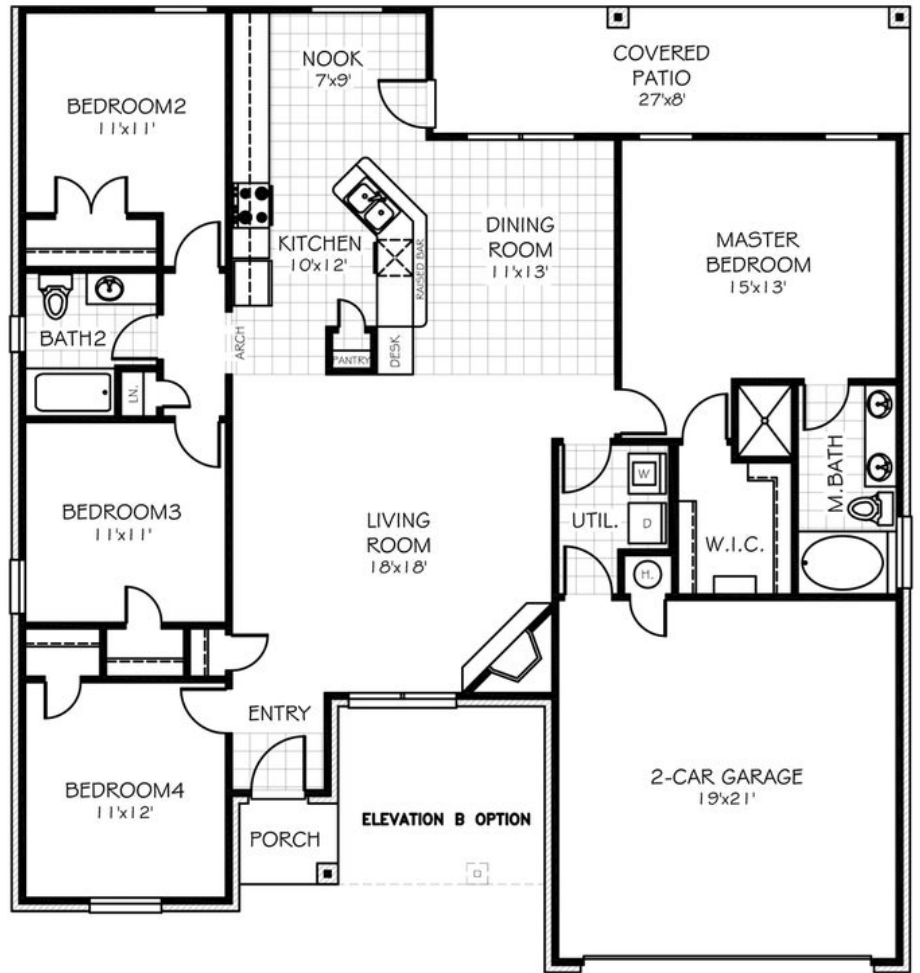 NOOK
7'x9'
COVERED
PATIO
27'x8'
BEDROOM2
11'x11'
KITCHEN
10'x12'
RAISED BAR
DINING
ROOM
11'x13'
MASTER
BEDROOM
15'x13'
BATH2
ARCH
PANTRY
DESK
LN.
BEDROOM3
11'x11'
LIVING
ROOM
18'x18'
UTIL.
W
D
H.
W.I.C.
M.BATH
ENTRY
BEDROOM4
11'x12'
PORCH
ELEVATION B OPTION
2-CAR GARAGE
19'x21'